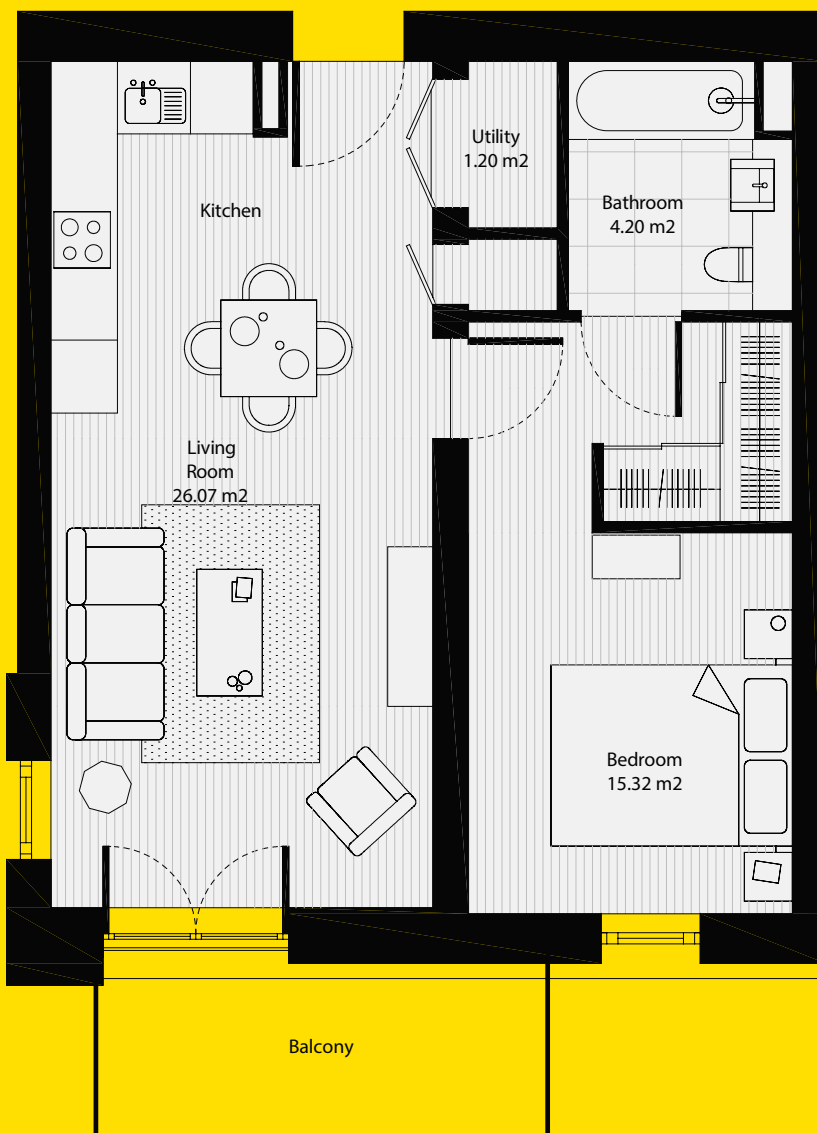 Utility
1.20 m2
Kitchen
Bathroom
4.20 m2
Living
Room
26.07 m2
Bedroom
15.32 m2
Balcony